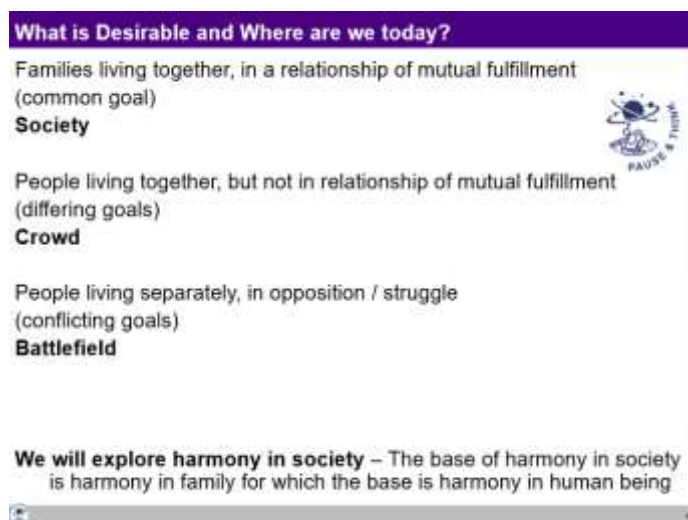 What is Desirable and Where are we today?
Families living together, in a relationship of mutual fulfillment
(common goal)
Society
PAUSE & THINK
People living together, but not in relationship of mutual fulfillment
(differing goals)
Crowd
People living separately, in opposition / struggle
(conflicting goals)
Battlefield
We will explore harmony in society – The base of harmony in society
is harmony in family for which the base is harmony in human being